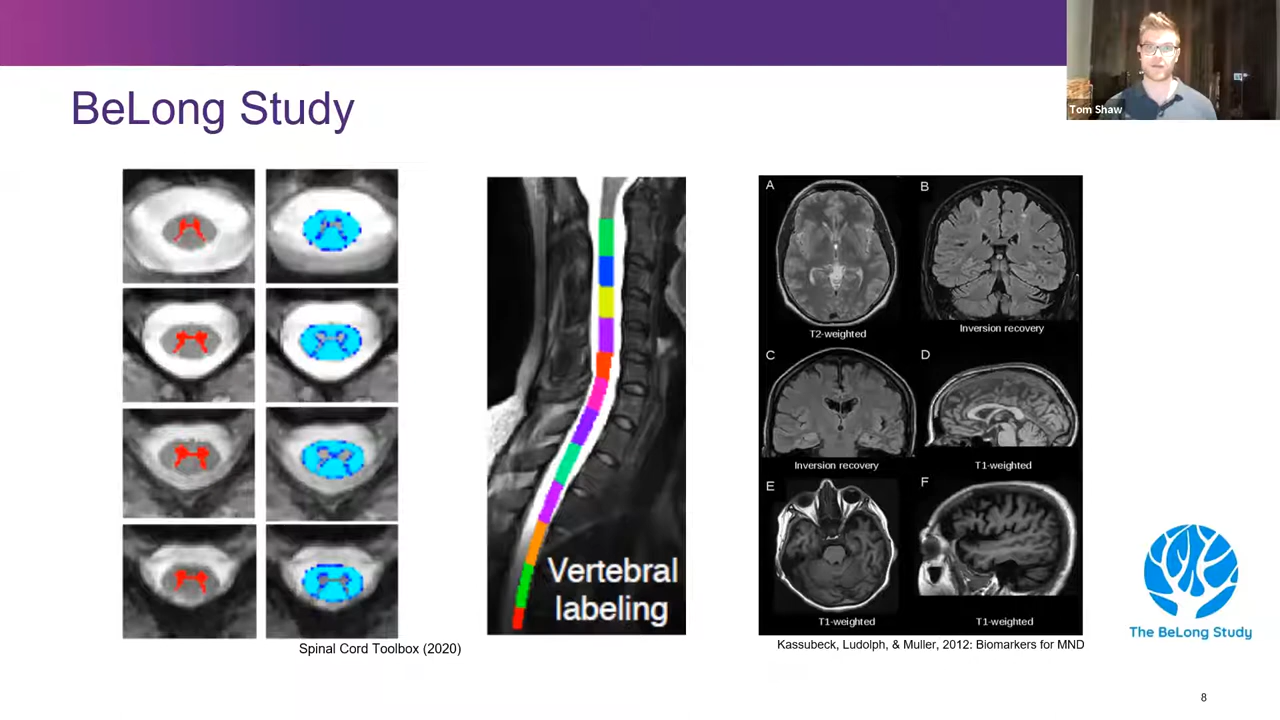 Tom Shaw
BeLong Study
A
B
T2-weighted
Inversion recovery
C
D
Inversion recovery
T1-weighted
E
F
T1-weighted
T1-weighted
Vertebral
labeling
Spinal Cord Toolbox (2020)
Kassubeck, Ludolph, & Muller, 2012: Biomarkers for MND
The BeLong Study
8